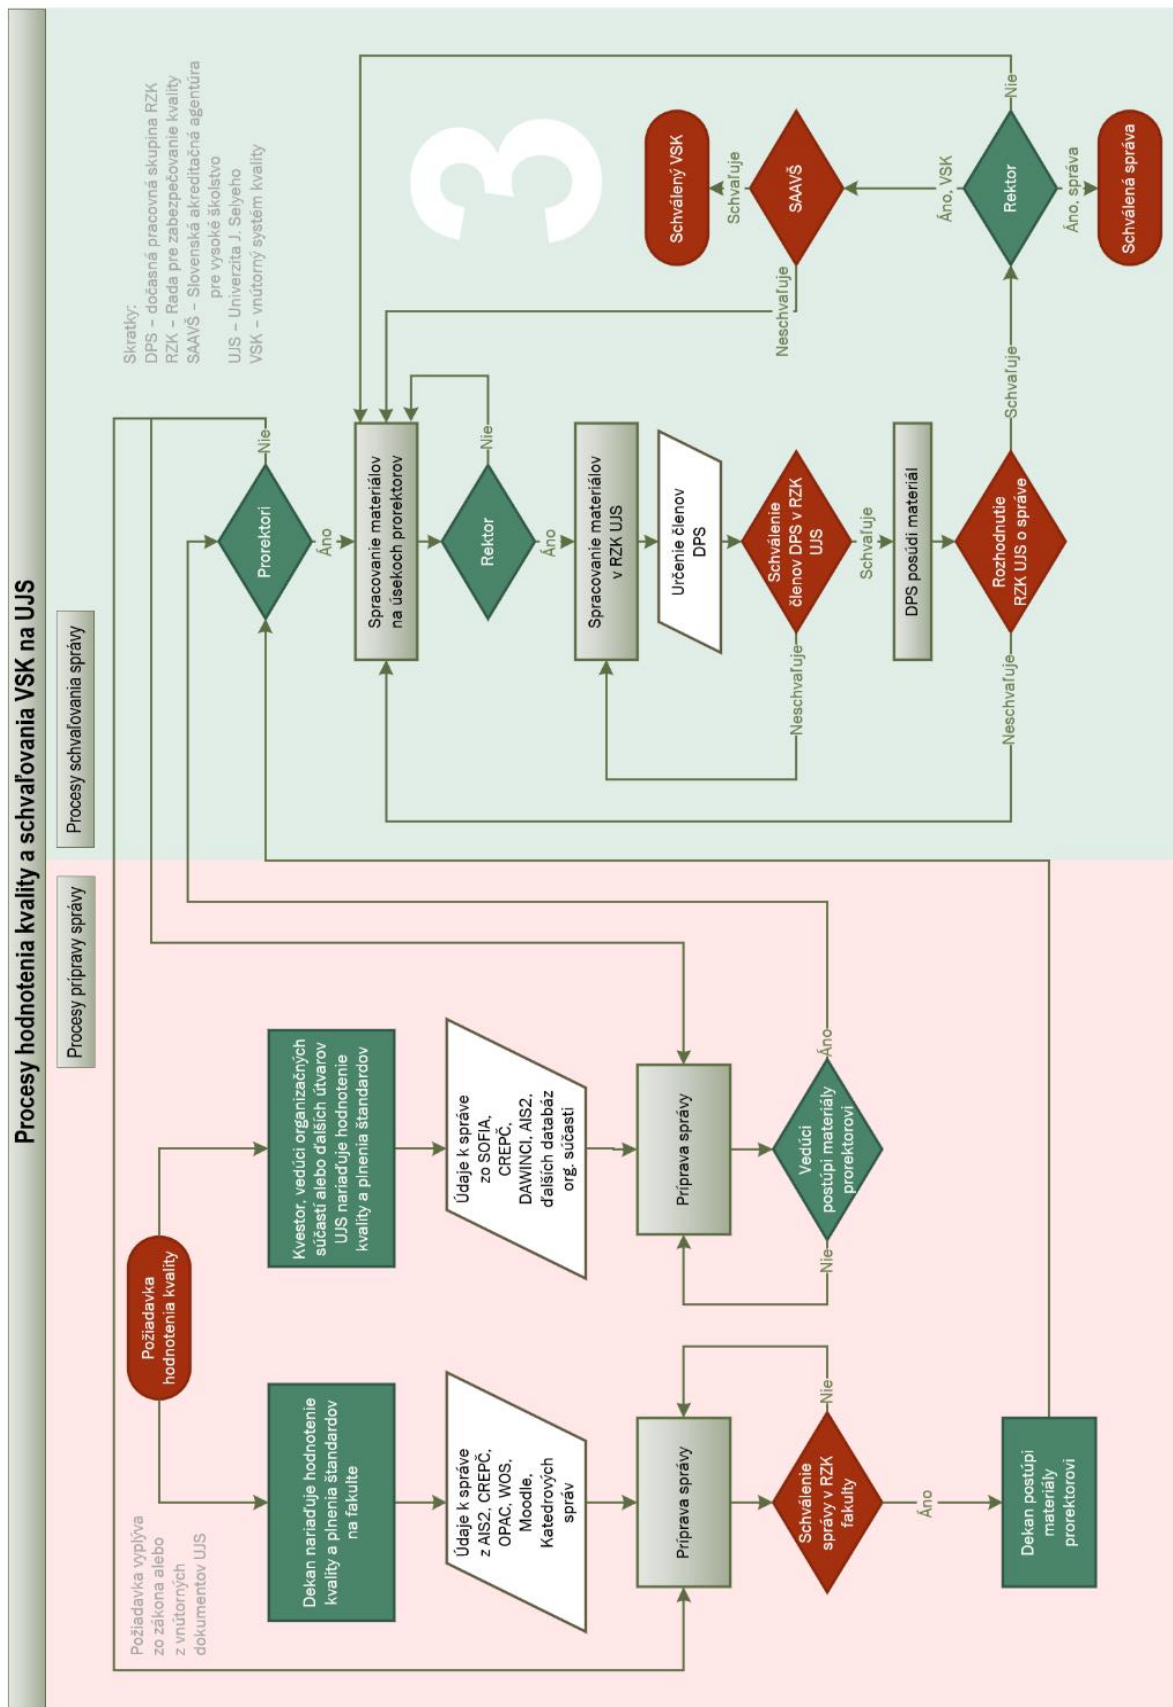 Procesy hodnotenia kvality a schvaľovania VSK na UJS
Procesy prípravy správy
Procesy schvaľovania správy
Požiadavka vyplýva
zo zákona alebo
z vnútorných
dokumentov UJS
Požiadavka
hodnotenia kvality
Dekan nariaďuje hodnotenie
kvality a plnenia štandardov
na fakulte
Údaje k správe
z AIS2, CREPČ,
OPAC, WOS,
Moodle,
Katedrových
správ
Príprava správy
Schválenie
správy v RZK
fakulty
Nie
Áno
Dekan postúpi
materiály
prorektorovi
Kvestor, vedúci organizačných
súčastí alebo ďalších útvarov
UJS nariaďuje hodnotenie
kvality a plnenia štandardov
Údaje k správe
zo SOFIA,
CREPČ,
DAWINCI, AIS2,
ďalších databáz
org. súčasti
Príprava správy
Vedúci
postúpi materiály
prorektorovi
Nie
Áno
Skratky:
DPS – dočasná pracovná skupina RZK
RZK – Rada pre zabezpečovanie kvality
SAAVŠ – Slovenská akreditačná agentúra
pre vysoké školstvo
UJS – Univerzita J. Selyeho
VSK – vnútorný systém kvality
3
Prorektori
Nie
Áno
Spracovanie materiálov
na úsekoch prorektorov
Rektor
Nie
Áno
Spracovanie materiálov
v RZK UJS
Určenie členov
DPS
Schválenie
členov DPS v RZK
UJS
Neschvaľuje
Schvaľuje
DPS posúdi materiál
Rozhodnutie
RZK UJS o správe
Neschvaľuje
Schvaľuje
Rektor
Nie
Áno, VSK
Áno, správa
SAAVŠ
Neschvaľuje
Schvaľuje
Schválený VSK
Schválená správa